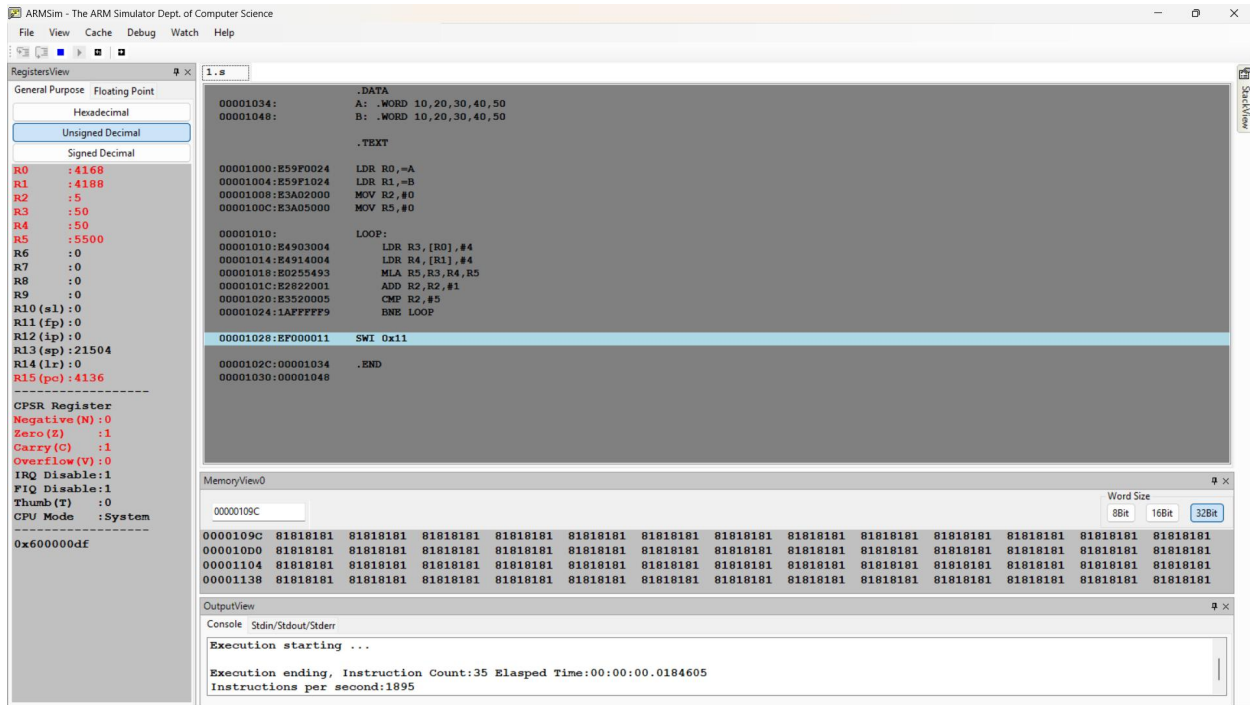 ARMSim - The ARM Simulator Dept. of Computer Science
File View Cache Debug Watch Help
RegistersView
General Purpose Floating Point
Hexadecimal
Unsigned Decimal
Signed Decimal
R0 :4168
R1 :4188
R2 :5
R3 :50
R4 :50
R5 :5500
R6 :0
R7 :0
R8 :0
R9 :0
R10(sl):0
R11(fp):0
R12(ip):0
R13(sp):21504
R14(lr):0
R15(pc):4136
-------------------
CPSR Register
Negative(N):0
Zero(Z) :1
Carry(C) :1
Overflow(V):0
IRQ Disable:1
FIQ Disable:1
Thumb(T) :0
CPU Mode :System
-------------------
0x600000df
1.s
.DATA
00001034: A: .WORD 10,20,30,40,50
00001048: B: .WORD 10,20,30,40,50
.TEXT
00001000:E59F0024 LDR R0,=A
00001004:E59F1024 LDR R1,=B
00001008:E3A02000 MOV R2,#0
0000100C:E3A05000 MOV R5,#0
00001010: LOOP:
00001010:E4903004 LDR R3,[R0],#4
00001014:E4914004 LDR R4,[R1],#4
00001018:E0255493 MLA R5,R3,R4,R5
0000101C:E2822001 ADD R2,R2,#1
00001020:E3520005 CMP R2,#5
00001024:1AFFFFF9 BNE LOOP
00001028:EF000011 SWI 0x11
0000102C:00001034 .END
00001030:00001048
StackView
MemoryView0
00000109C
Word Size
8Bit 16Bit 32Bit
0000109C 81818181 81818181 81818181 81818181 81818181 81818181 81818181 81818181 81818181 81818181 81818181 81818181 81818181
000010D0 81818181 81818181 81818181 81818181 81818181 81818181 81818181 81818181 81818181 81818181 81818181 81818181 81818181
00001104 81818181 81818181 81818181 81818181 81818181 81818181 81818181 81818181 81818181 81818181 81818181 81818181 81818181
00001138 81818181 81818181 81818181 81818181 81818181 81818181 81818181 81818181 81818181 81818181 81818181 81818181 81818181
OutputView
Console Stdin/Stdout/Stderr
Execution starting ...
Execution ending, Instruction Count:35 Elasped Time:00:00:00.0184605
Instructions per second:1895